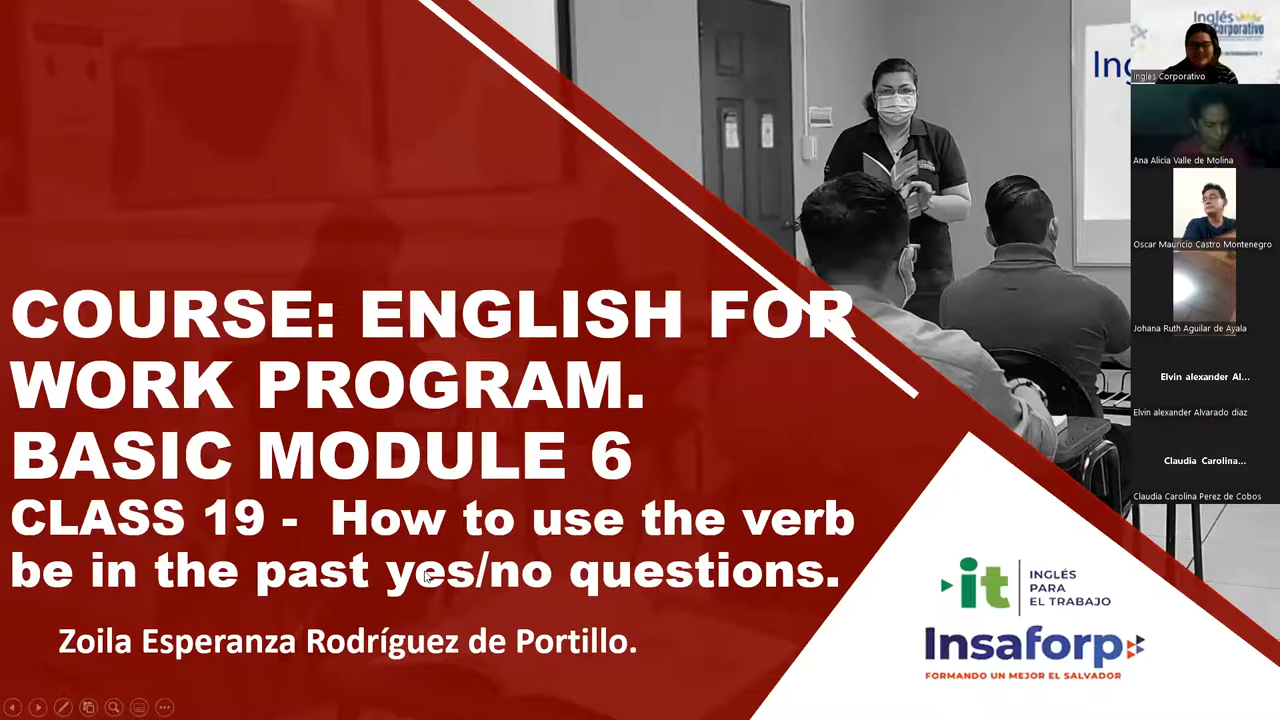 COURSE: ENGLISH FOR
WORK PROGRAM.
BASIC MODULE 6
CLASS 19 - How to use the verb
be in the past yes/no questions.
Zoila Esperanza Rodríguez de Portillo.
it
INGLÉS
PARA
EL TRABAJO
Insaforp
FORMANDO UN MEJOR EL SALVADOR
Inglés
Corporativo
Ingles Corporativo
Ana Alicia Valle de Molina
Oscar Mauricio Castro Montenegro
Johana Ruth Aguilar de Ayala
Elvin alexander Al...
Elvin alexander Alvarado diaz
Claudia Carolina...
Claudia Carolina Perez de Cobos